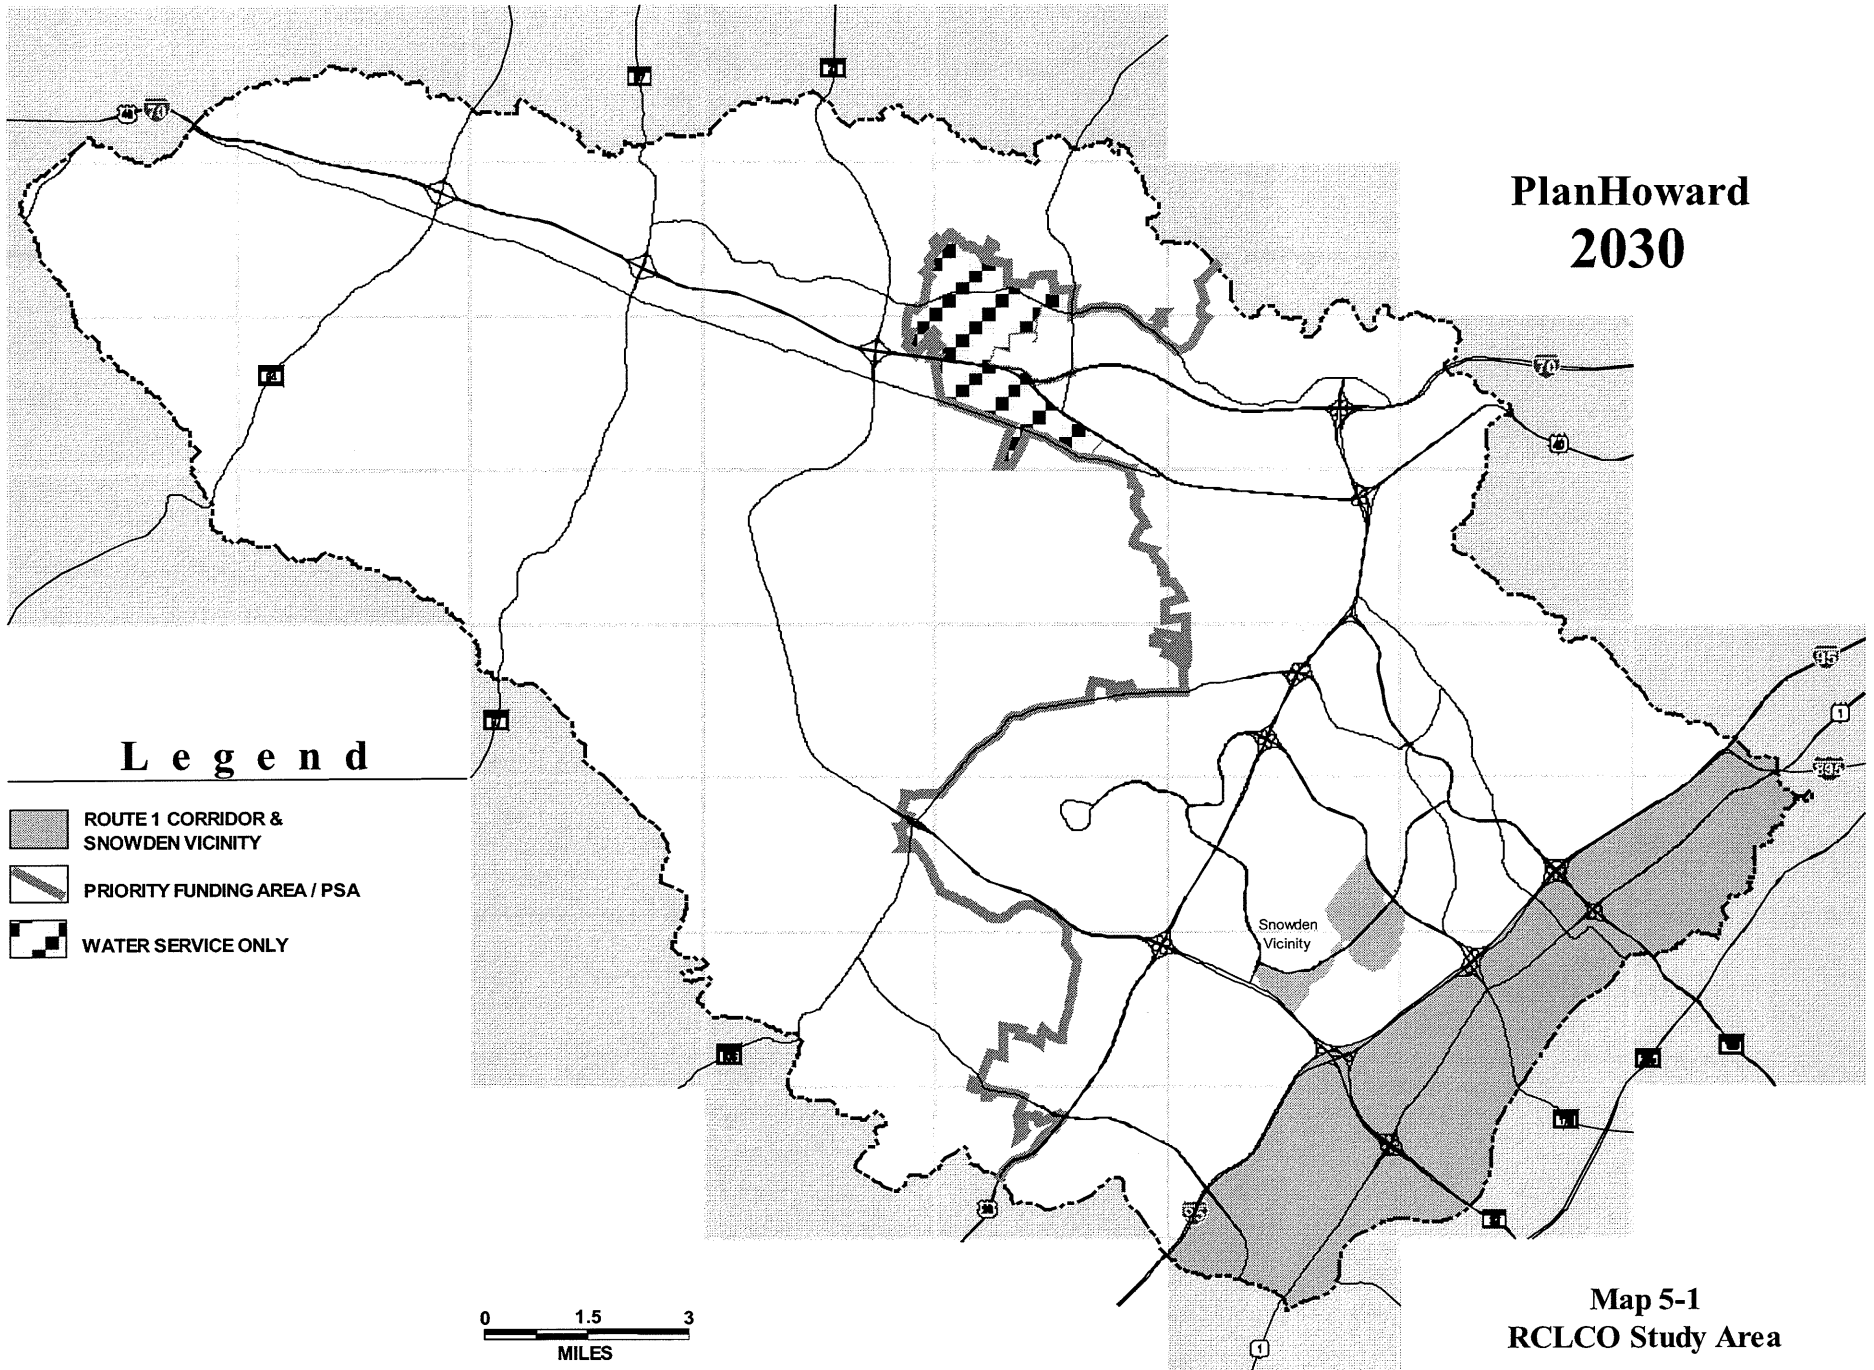 PlanHoward
2030
40
70
70
40
95
1
895
Legend
ROUTE 1 CORRIDOR &
SNOWDEN VICINITY
PRIORITY FUNDING AREA / PSA
WATER SERVICE ONLY
Snowden
Vicinity
1
0 1.5 3
MILES
Map 5-1
RCLCO Study Area